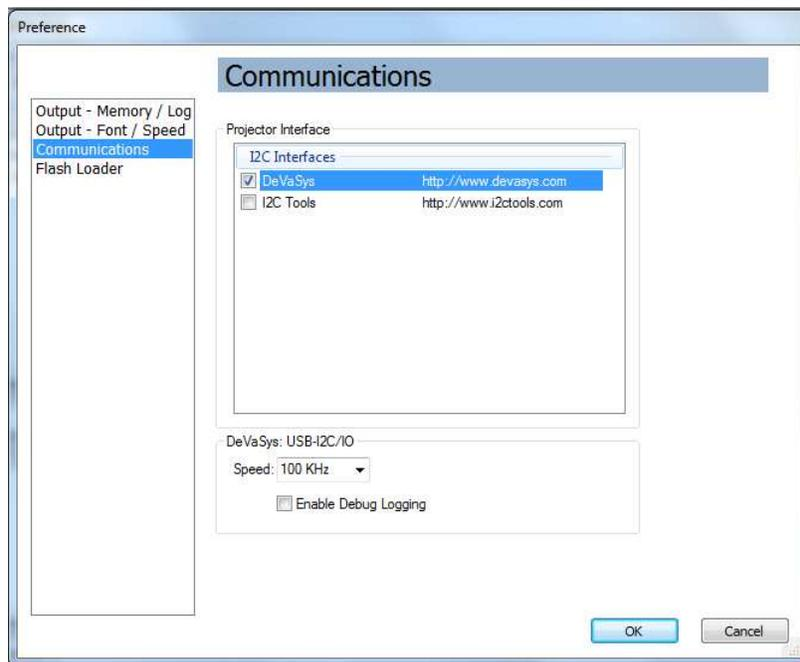 Preference
Communications
Output - Memory / Log
Output - Font / Speed
Communications
Flash Loader
Projector Interface
I2C Interfaces
DeVaSys http://www.devasys.com
I2C Tools http://www.i2ctools.com
DeVaSys: USB-I2C/IO
Speed: 100 KHz
Enable Debug Logging
OK Cancel